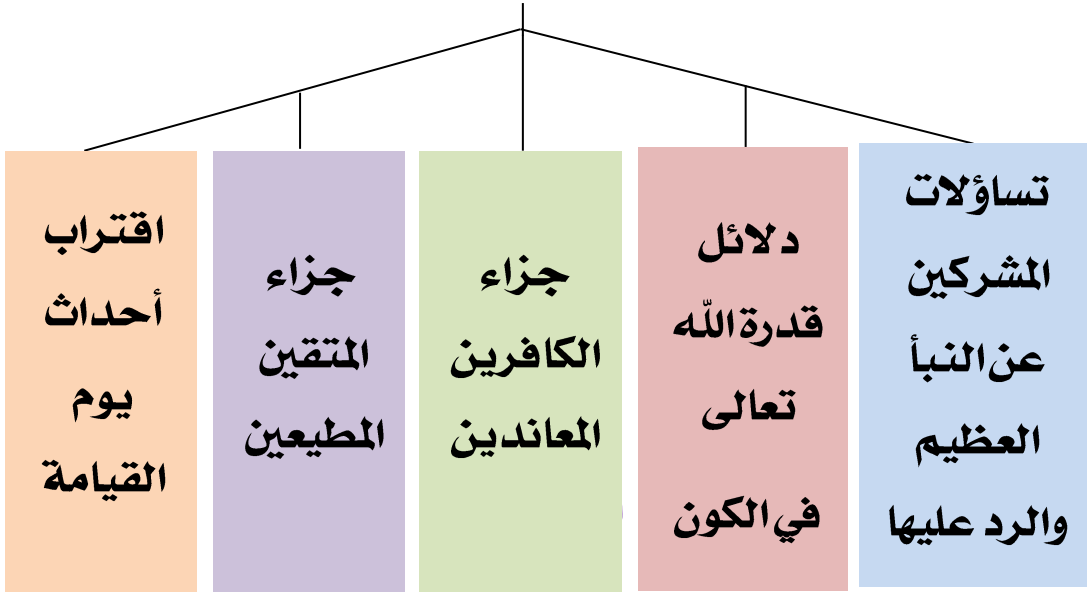 تساؤلات
المشركين
عن النبأ
العظيم
والرد عليها
دلائل
قدرة الله
تعالى
في الكون
جزاء
الكافرين
المعاندين
جزاء
المتقين
المطيعين
اقتراب
أحداث
يوم
القيامة